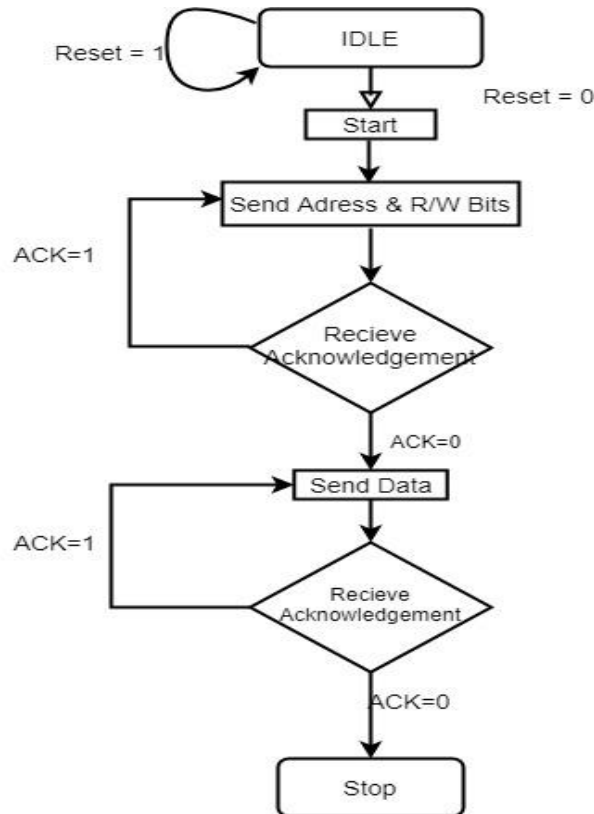 IDLE
Reset = 1
Reset = 0
Start
Send Adress & R/W Bits
ACK=1
Recieve
Acknowledgement
ACK=0
Send Data
ACK=1
Recieve
Acknowledgement
ACK=0
Stop